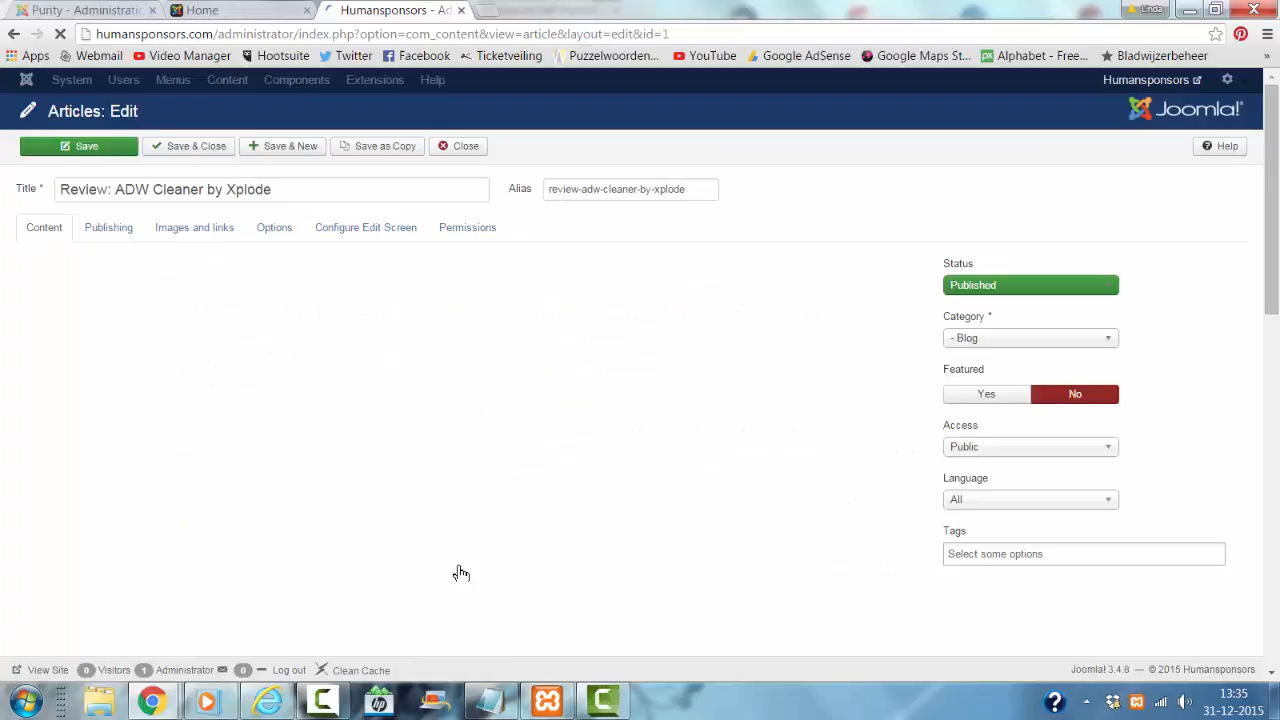 Purity - Administratio
Home
Humansponsors - Ad
Linda
humansponsors.com/administrator/index.php?option=com_content&view=article&layout=edit&id=1
Apps Webmail Video Manager Hootsuite Twitter Facebook Ticketveiling Puzzelwoorden... YouTube Google AdSense Google Maps St... Alphabet - Free... Bladwijzerbeheer
System Users Menus Content Components Extensions Help Humansponsors
Articles: Edit
Joomla!
Save Save & Close Save & New Save as Copy Close Help
Title * Review: ADW Cleaner by Xplode Alias review-adw-cleaner-by-xplode
Content Publishing Images and links Options Configure Edit Screen Permissions
Status
Published
Category *
- Blog
Featured
Yes No
Access
Public
Language
All
Tags
Select some options
View Site 0 Visitors 1 Administrator 0 Log out Clean Cache Joomla! 3.4.8 — © 2015 Humansponsors
13:35
31-12-2015